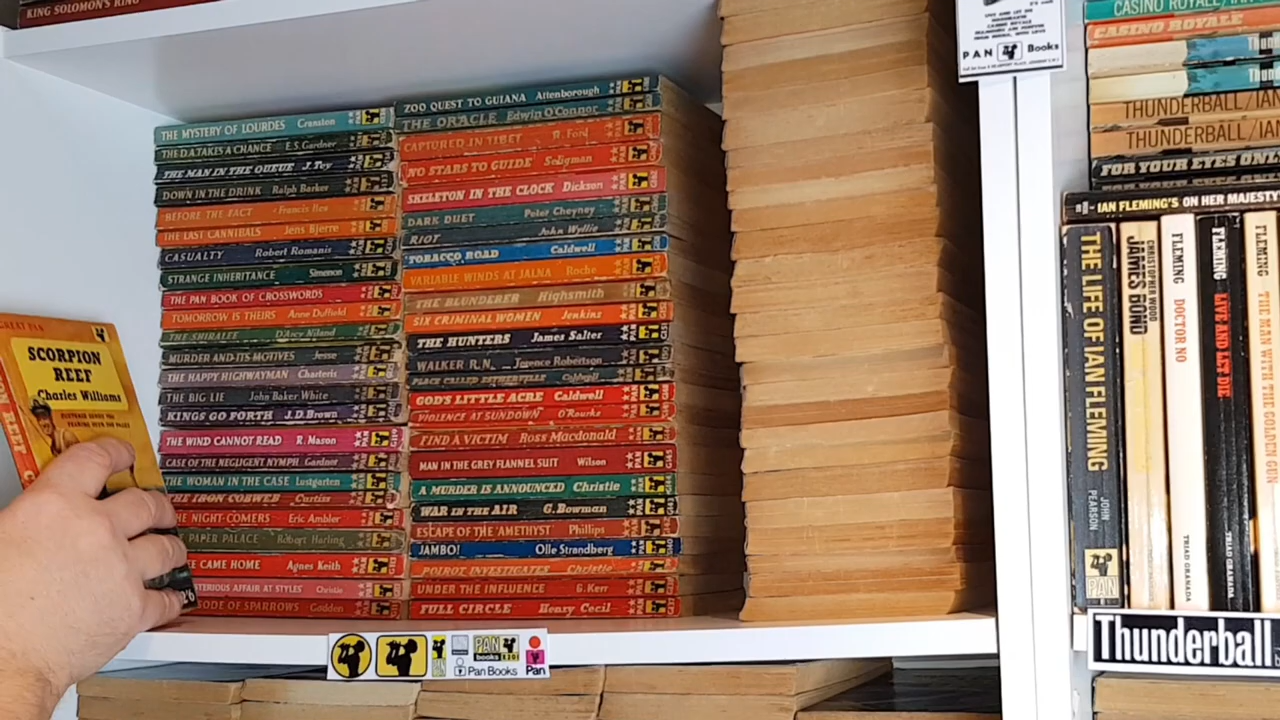 KING SOLOMON'S RING
GREAT PAN
SCORPION
REEF
Charles Williams
THE MYSTERY OF LOURDES Cranston
THE D.A. TAKES A CHANCE E.S. Gardner
THE MAN IN THE QUEUE J. Tey
DOWN IN THE DRINK Ralph Barker
BEFORE THE FACT Francis Iles
THE LAST CANNIBALS Jens Bjerre
CASUALTY Robert Romanis
STRANGE INHERITANCE Simenon
THE PAN BOOK OF CROSSWORDS
TOMORROW IS THEIRS Anne Duffield
THE SHIRALEE D'Arcy Niland
MURDER AND ITS MOTIVES Jesse
THE HAPPY HIGHWAYMAN Charteris
THE BIG LIE John Baker White
KINGS GO FORTH J.D. Brown
THE WIND CANNOT READ R. Mason
CASE OF THE NEGLIGENT NYMPH Gardner
THE WOMAN IN THE CASE Lustgarten
THE IRON COBWEB Curtiss
THE NIGHT-COMERS Eric Ambler
PAPER PALACE Robert Harling
CAME HOME Agnes Keith
AFFAIR AT STYLES Christie
OF SPARROWS Godden
ZOO QUEST TO GUIANA Attenborough
THE ORACLE Edwin O'Connor
CAPTURED IN TIBET R. Ford
NO STARS TO GUIDE Seligman
SKELETON IN THE CLOCK Dickson
DARK DUET Peter Cheyney
RIOT John Wyllie
TOBACCO ROAD Caldwell
VARIABLE WINDS AT JALNA Roche
THE BLUNDERER Highsmith
SIX CRIMINAL WOMEN Jenkins
THE HUNTERS James Salter
WALKER R.N. Terence Robertson
PLACE CALLED ESTHERVILLE Caldwell
GOD'S LITTLE ACRE Caldwell
VIOLENCE AT SUNDOWN O'Rourke
FIND A VICTIM Ross Macdonald
MAN IN THE GREY FLANNEL SUIT Wilson
A MURDER IS ANNOUNCED Christie
WAR IN THE AIR G. Bowman
ESCAPE OF THE 'AMETHYST' Phillips
JAMBO! Olle Strandberg
POIROT INVESTIGATES Christie
UNDER THE INFLUENCE G. Kerr
FULL CIRCLE Henry Cecil
PAN
PAN
books
Pan Books
Pan
PAN Books
CASINO ROYALE/IAN
CASINO ROYALE
Thun
Thun
THUNDERBALL/IA
THUNDERBALL/IA
FOR YOUR EYES ONL
IAN FLEMING'S ON HER MAJESTY
THE LIFE OF IAN FLEMING
JOHN
PEARSON
PAN
CHRISTOPHER WOOD
JAMES BOND
FLEMING DOCTOR NO
TRIAD GRANADA
FLEMING LIVE AND LET DIE
TRIAD GRANADA
FLEMING THE MAN WITH THE GOLDEN GUN
Thunderball